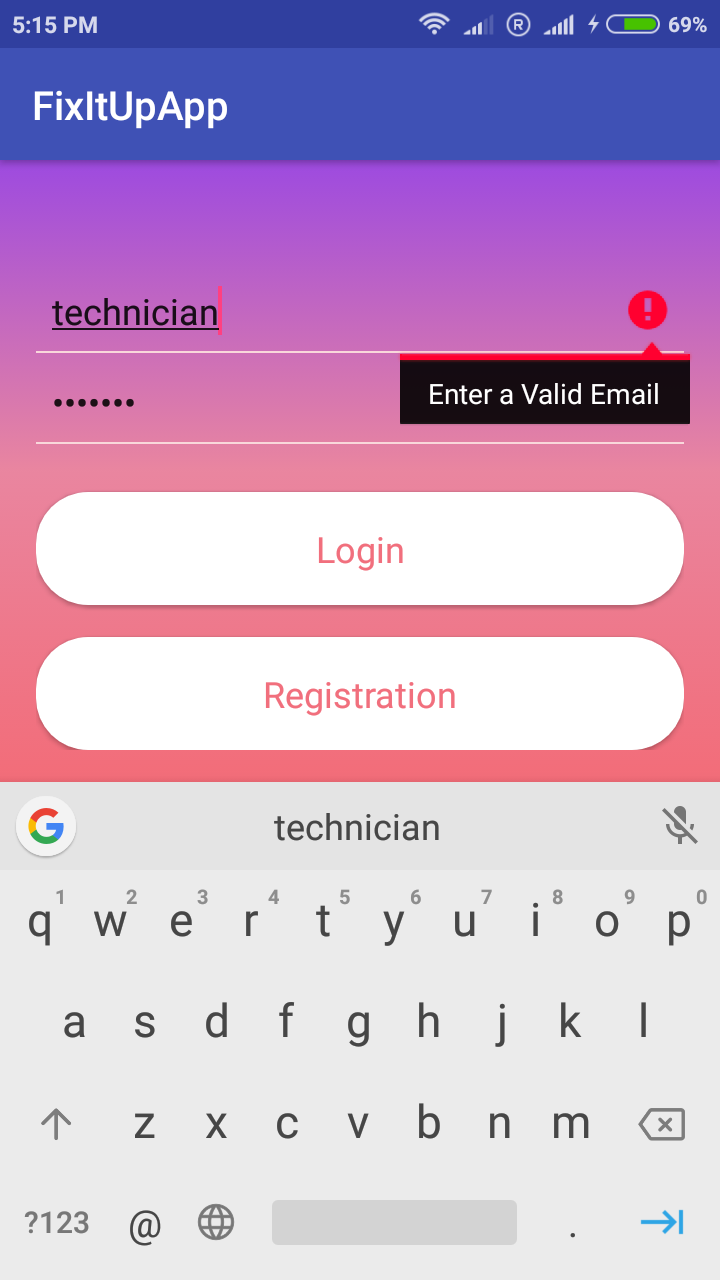 5:15 PM R 69%
FixItUpApp
technician
•••••••
Enter a Valid Email
Login
Registration
G technician
1 2 3 4 5 6 7 8 9 0
q w e r t y u i o p
a s d f g h j k l
z x c v b n m
?123 @ .